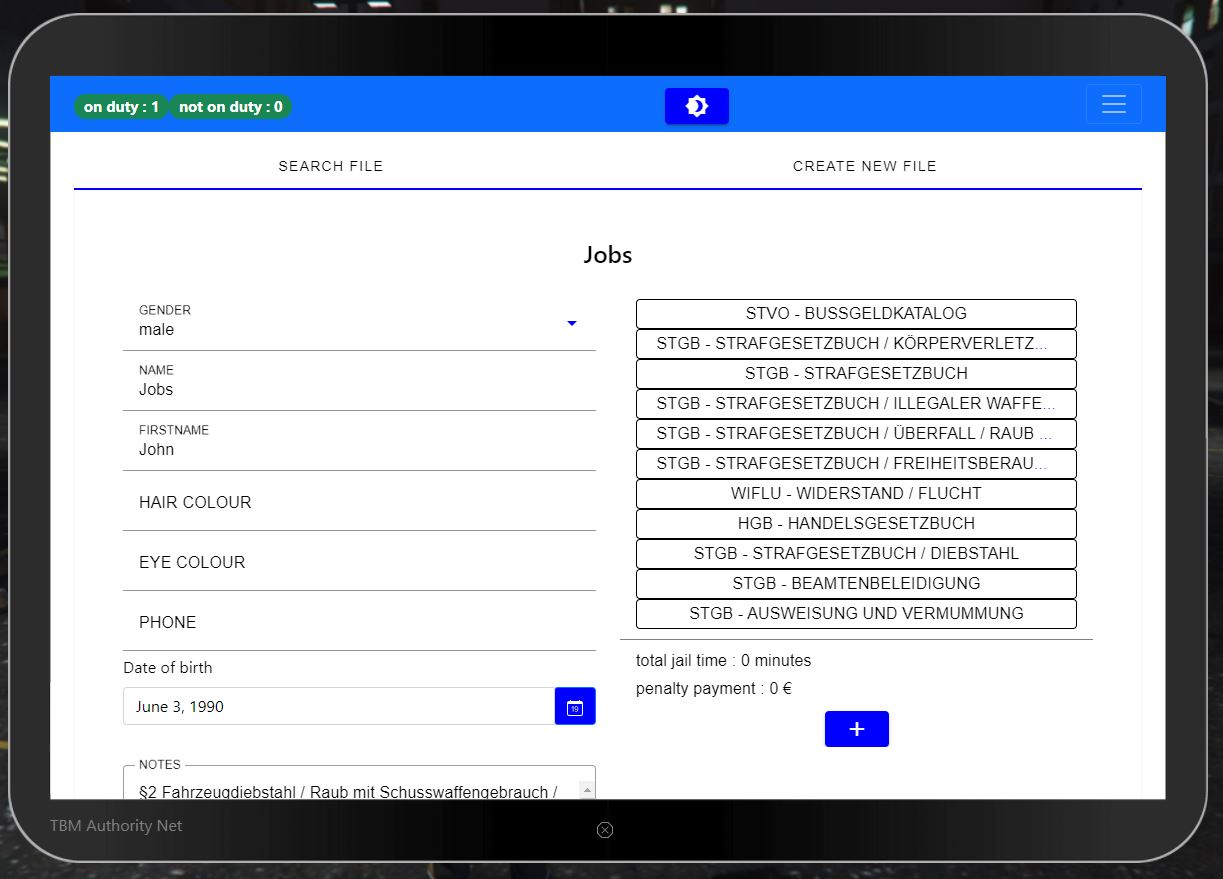 on duty : 1 not on duty : 0
SEARCH FILE
CREATE NEW FILE
Jobs
GENDER
male
NAME
Jobs
FIRSTNAME
John
HAIR COLOUR
EYE COLOUR
PHONE
Date of birth
June 3, 1990
19
NOTES
§2 Fahrzeugdiebstahl / Raub mit Schusswaffengebrauch /
STVO - BUSSGELDKATALOG
STGB - STRAFGESETZBUCH / KÖRPERVERLETZ...
STGB - STRAFGESETZBUCH
STGB - STRAFGESETZBUCH / ILLEGALER WAFFE...
STGB - STRAFGESETZBUCH / ÜBERFALL / RAUB ...
STGB - STRAFGESETZBUCH / FREIHEITSBERAU...
WIFLU - WIDERSTAND / FLUCHT
HGB - HANDELSGESETZBUCH
STGB - STRAFGESETZBUCH / DIEBSTAHL
STGB - BEAMTENBELEIDIGUNG
STGB - AUSWEISUNG UND VERMUMMUNG
total jail time : 0 minutes
penalty payment : 0 €
+
TBM Authority Net